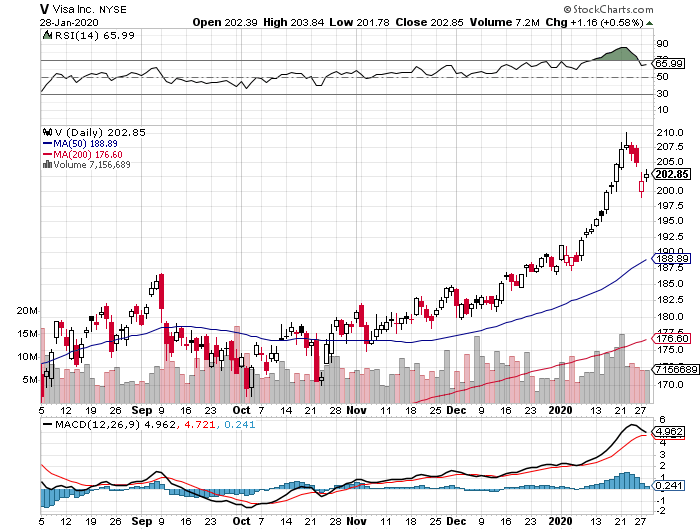 V Visa Inc. NYSE © StockCharts.com
28-Jan-2020 Open 202.39 High 203.84 Low 201.78 Close 202.85 Volume 7.2M Chg +1.16 (+0.58%)
RSI(14) 65.99
90
70
65.99
50
30
10
V (Daily) 202.85
MA(50) 188.89
MA(200) 176.60
Volume 7,156,689
210.0
207.5
205.0
202.85
200.0
197.5
195.0
192.5
190.0
188.89
187.5
185.0
182.5
180.0
177.5
176.60
175.0
7156689
170.0
20M
15M
10M
5M
5 12 19 26 Sep 9 16 23 Oct 7 14 21 28 Nov 11 18 25 Dec 9 16 23 2020 13 21 27
MACD(12,26,9) 4.962, 4.721, 0.241
6
4.962
3
2
1
0.241
-1
-2
5 12 19 26 Sep 9 16 23 Oct 7 14 21 28 Nov 11 18 25 Dec 9 16 23 2020 13 21 27